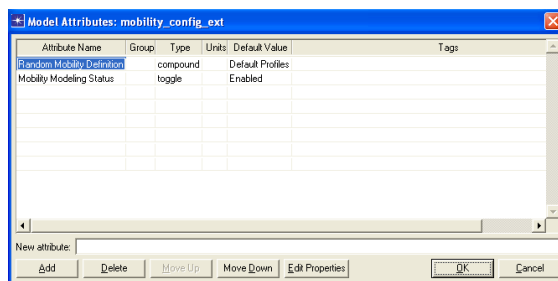 Model Attributes: mobility_config_ext
Attribute Name Group Type Units Default Value Tags
Random Mobility Definition compound Default Profiles
Mobility Modeling Status toggle Enabled
New attribute:
Add Delete Move Up Move Down Edit Properties OK Cancel